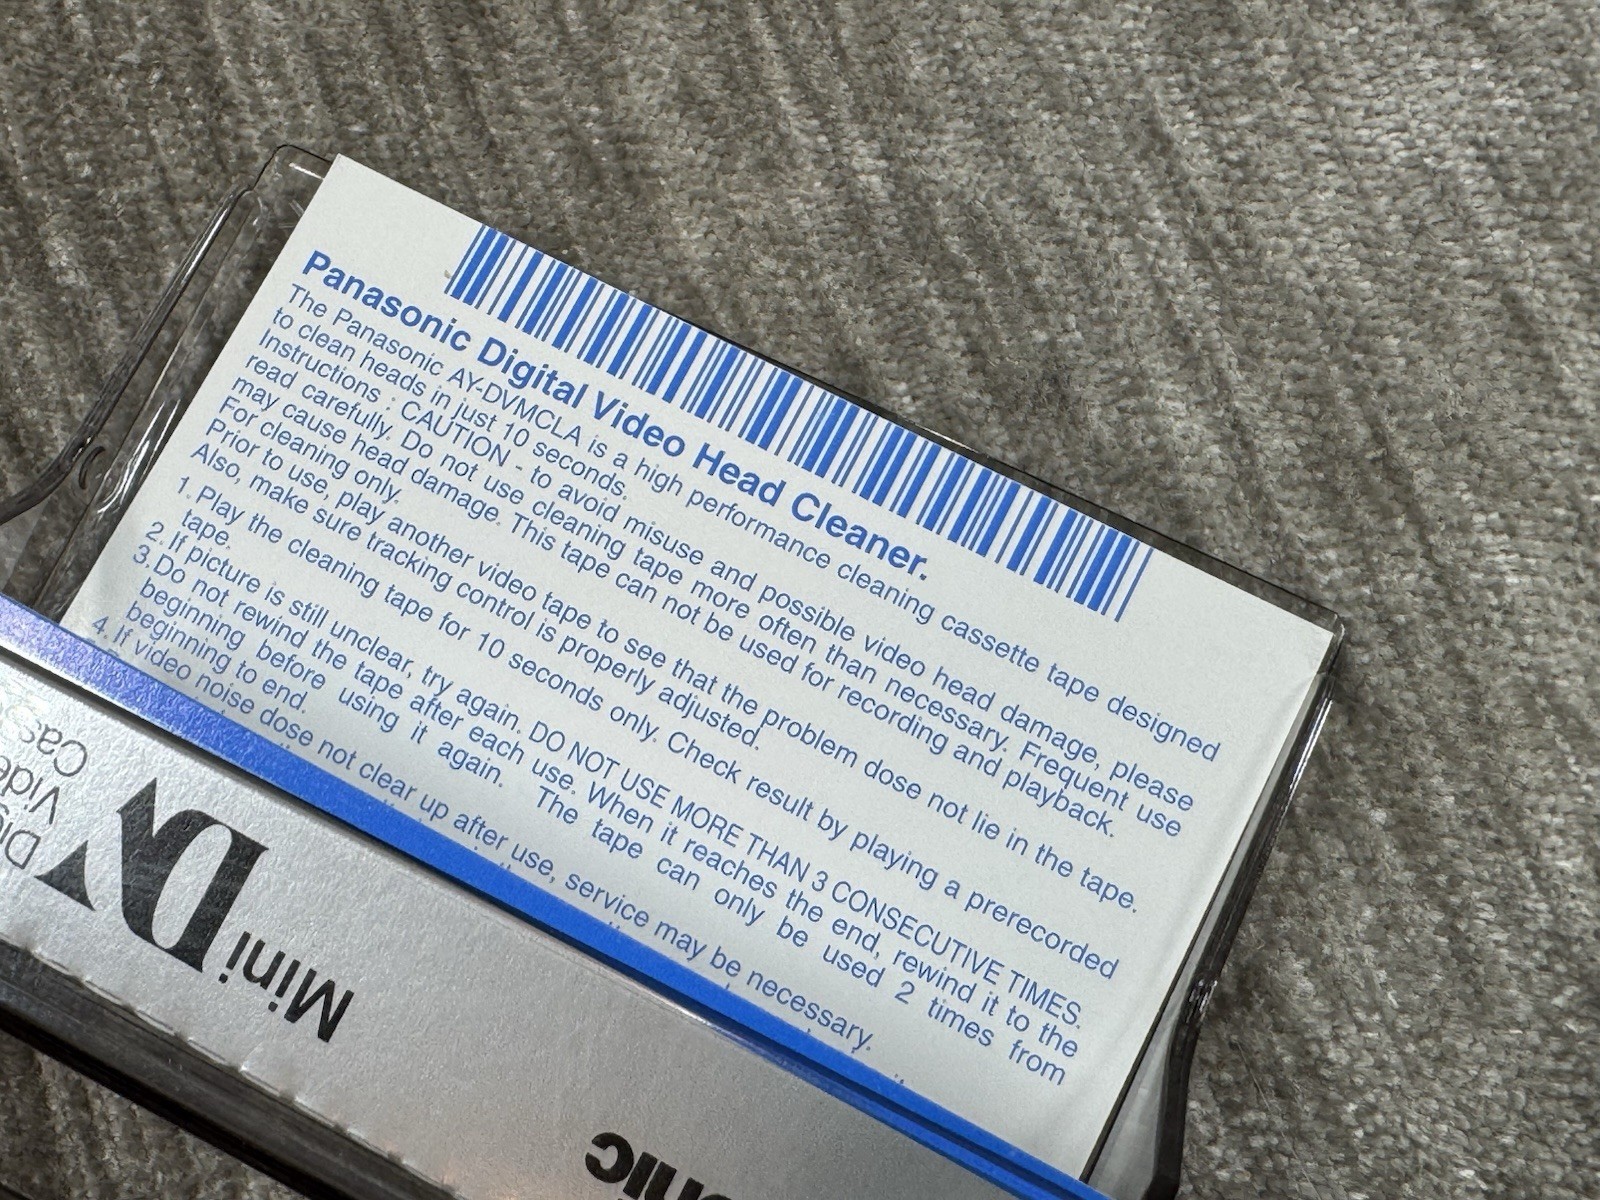 Panasonic Digital Video Head Cleaner.
The Panasonic AY-DVMCLA is a high performance cleaning cassette tape designed
to clean heads in just 10 seconds.
Instructions : CAUTION - to avoid misuse and possible video head damage, please
read carefully. Do not use cleaning tape more often than necessary. Frequent use
may cause head damage. This tape can not be used for recording and playback.
For cleaning only.
Prior to use, play another video tape to see that the problem dose not lie in the tape.
Also, make sure tracking control is properly adjusted.
1. Play the cleaning tape for 10 seconds only. Check result by playing a prerecorded
tape.
2. If picture is still unclear, try again. DO NOT USE MORE THAN 3 CONSECUTIVE TIMES.
3. Do not rewind the tape after each use. When it reaches the end, rewind it to the
beginning before using it again. The tape can only be used 2 times from
beginning to end.
4. If video noise dose not clear up after use, service may be necessary.
Mini DV